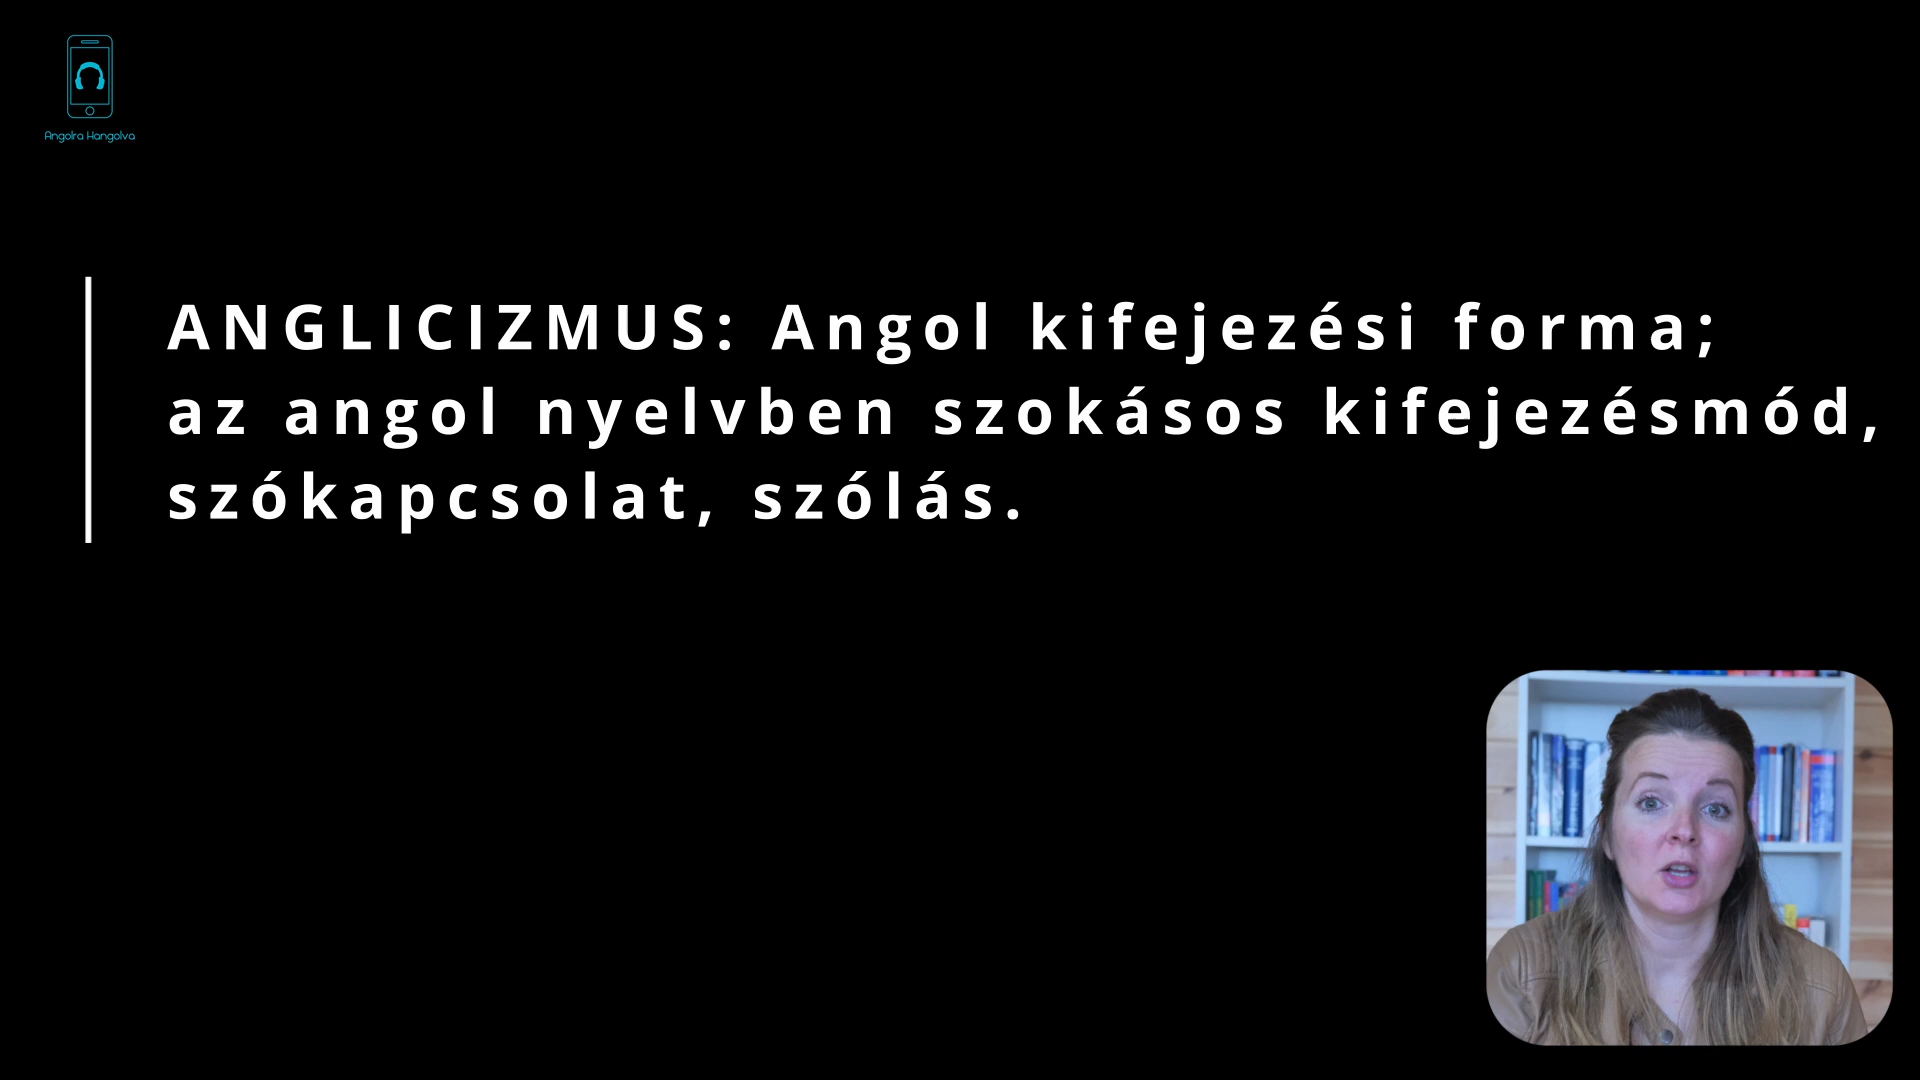 Angolra Hangolva
ANGLICIZMUS: Angol kifejezési forma;
az angol nyelvben szokásos kifejezésmód,
szókapcsolat, szólás.